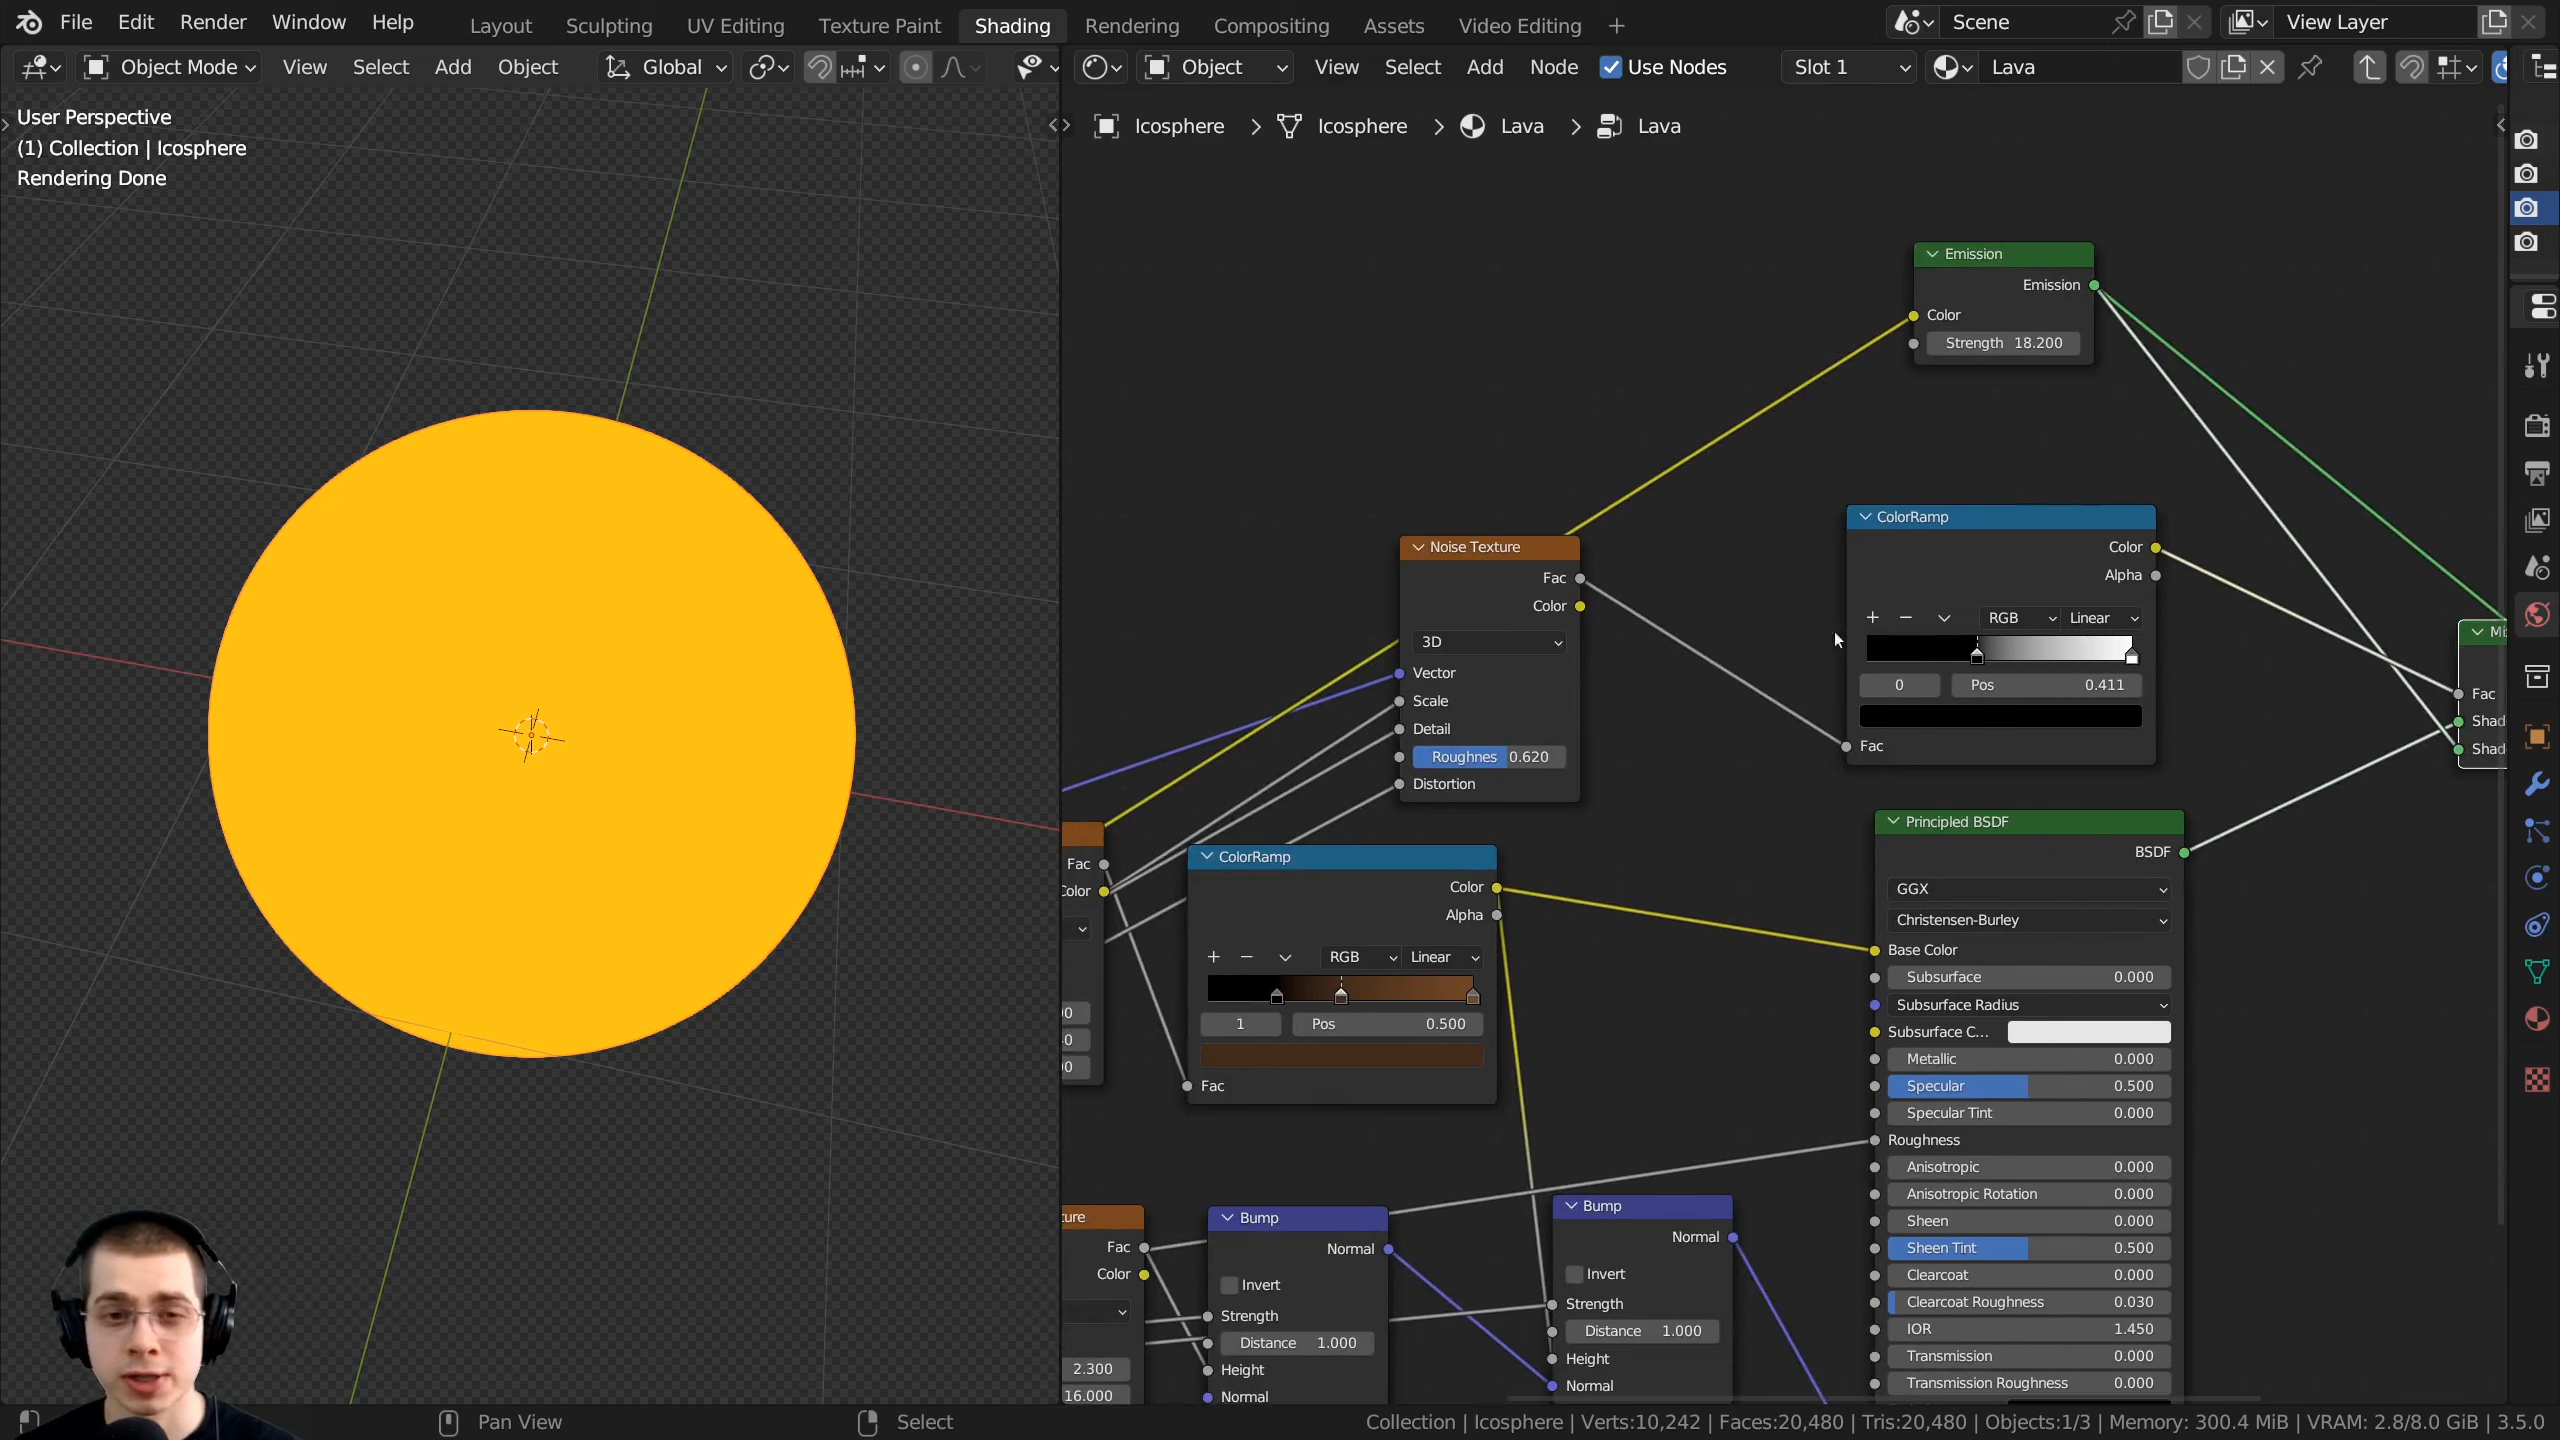 File Edit Render Window Help Layout Sculpting UV Editing Texture Paint Shading Rendering Compositing Assets Video Editing + Scene View Layer
Object Mode View Select Add Object Global Object View Select Add Node Use Nodes Slot 1 Lava
User Perspective
(1) Collection | Icosphere
Rendering Done
Icosphere > Icosphere > Lava > Lava
Emission
Emission
Color
Strength 18.200
ColorRamp
Color
Alpha
RGB Linear
0 Pos 0.411
Fac
Noise Texture
Fac
Color
3D
Vector
Scale
Detail
Roughnes 0.620
Distortion
Fac
Shad
Shad
Fac
Color
ColorRamp
Color
Alpha
RGB Linear
1 Pos 0.500
Fac
Principled BSDF
BSDF
GGX
Christensen-Burley
Base Color
Subsurface 0.000
Subsurface Radius
Subsurface C...
Metallic 0.000
Specular 0.500
Specular Tint 0.000
Roughness
Anisotropic 0.000
Anisotropic Rotation 0.000
Sheen 0.000
Sheen Tint 0.500
Clearcoat 0.000
Clearcoat Roughness 0.030
IOR 1.450
Transmission 0.000
Transmission Roughness 0.000
ture
Fac
Color
2.300
16.000
Bump
Normal
Invert
Strength
Distance 1.000
Height
Normal
Bump
Normal
Invert
Strength
Distance 1.000
Height
Normal
Pan View Select Collection | Icosphere | Verts:10,242 | Faces:20,480 | Tris:20,480 | Objects:1/3 | Memory: 300.4 MiB | VRAM: 2.8/8.0 GiB | 3.5.0